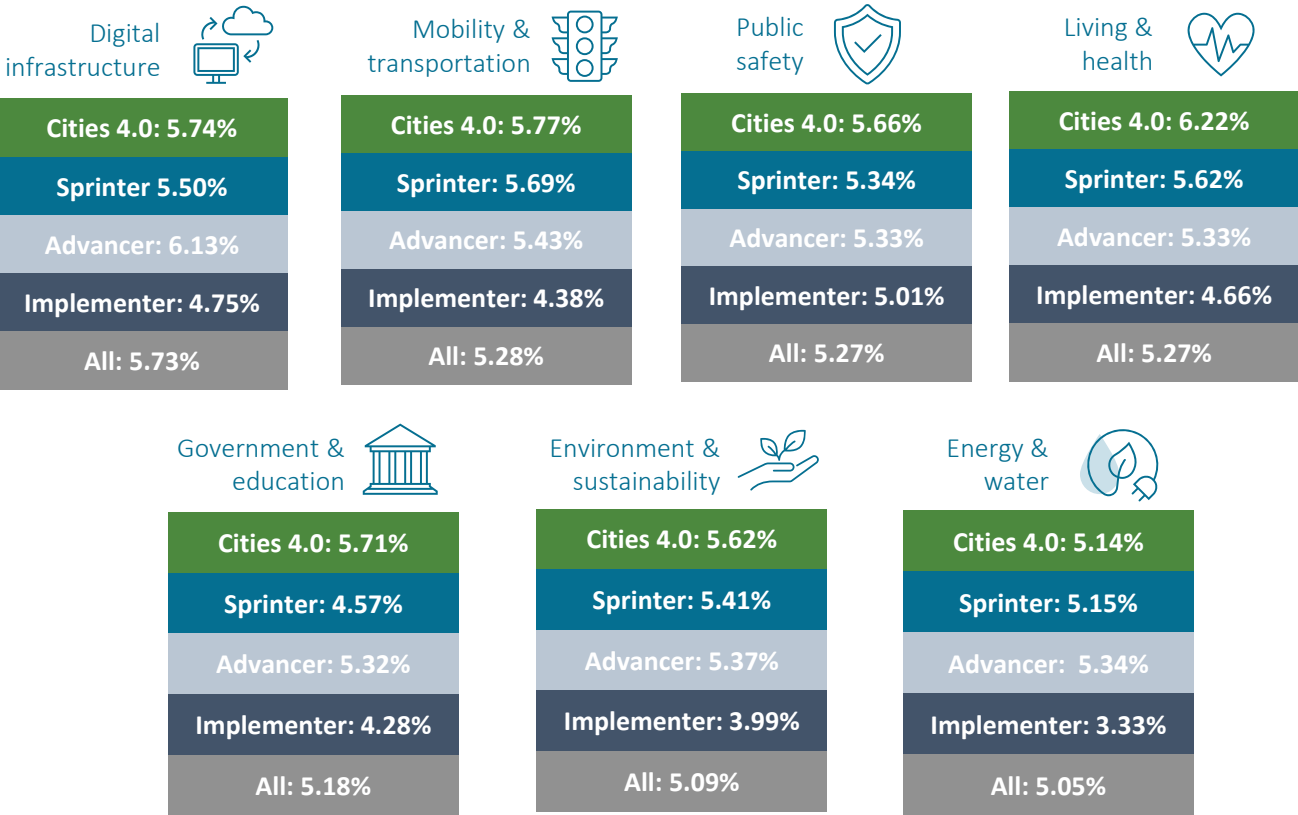 Digital
infrastructure
Cities 4.0: 5.74%
Sprinter 5.50%
Advancer: 6.13%
Implementer: 4.75%
All: 5.73%
Mobility &
transportation
Cities 4.0: 5.77%
Sprinter: 5.69%
Advancer: 5.43%
Implementer: 4.38%
All: 5.28%
Public
safety
Cities 4.0: 5.66%
Sprinter: 5.34%
Advancer: 5.33%
Implementer: 5.01%
All: 5.27%
Living &
health
Cities 4.0: 6.22%
Sprinter: 5.62%
Advancer: 5.33%
Implementer: 4.66%
All: 5.27%
Government &
education
Cities 4.0: 5.71%
Sprinter: 4.57%
Advancer: 5.32%
Implementer: 4.28%
All: 5.18%
Environment &
sustainability
Cities 4.0: 5.62%
Sprinter: 5.41%
Advancer: 5.37%
Implementer: 3.99%
All: 5.09%
Energy &
water
Cities 4.0: 5.14%
Sprinter: 5.15%
Advancer:  5.34%
Implementer: 3.33%
All: 5.05%